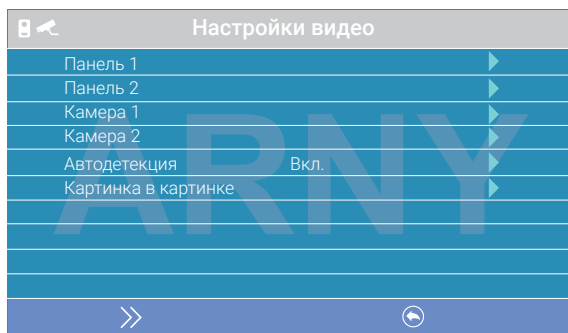 Настройки видео
Панель 1
Панель 2
Камера 1
Камера 2
Автодетекция Вкл.
Картинка в картинке
ARNY